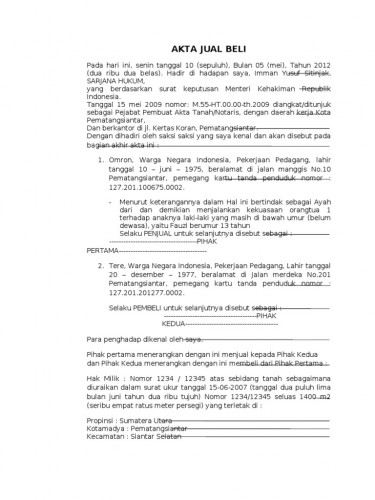 AKTA JUAL BELI
Pada hari ini, senin tanggal 10 (sepuluh), Bulan 05 (mei), Tahun 2012
(dua ribu dua belas). Hadir di hadapan saya, Imman Yusuf Sitinjak,
SARJANA HUKUM,
yang berdasarkan surat keputusan Menteri Kehakiman Republik
indonesia.
Tanggal 15 mei 2009 nomor: M.55-HT.00.00-th.2009 diangkat/ditunjuk
sebagai Pejabat Pembuat Akta Tanah/Notaris, dengan daerah kerja Kota
Pematangsiantar,
Dan berkantor di jl. Kertas Koran, Pematangsiantar.
Dengan dihadiri oleh saksi saksi yang saya kenal dan akan disebut pada
bagian akhir akta ini :
1. Omron, Warga Negara Indonesia, Pekerjaan Pedagang, lahir
tanggal 10 – juni – 1975, beralamat di jalan manggis No.10
Pematangsiantar, pemegang kartu tanda penduduk nomor :
127.201.100675.0002.
- Menurut keterangannya dalam Hal ini bertindak sebagai Ayah
dari dan demikian menjalankan kekuasaan orangtua 1
terhadap anaknya laki-laki yang masih di bawah umur (belum
dewasa), yaitu Fauzi berumur 13 tahun
Selaku PENJUAL untuk selanjutnya disebut sebagai :
----------------------------------------PIHAK
PERTAMA----------------------------------------
2. Tere, Warga Negara Indonesia, Pekerjaan Pedagang, Lahir tanggal
20 – desember – 1977, beralamat di Jalan merdeka No.201
Pematangsiantar, pemegang kartu tanda penduduk nomor :
127.201.201277.0002.
Selaku PEMBELI untuk selanjutnya disebut sebagai :
----------------------------------------PIHAK
KEDUA----------------------------------------
Para penghadap dikenal oleh saya.
Pihak pertama menerangkan dengan ini menjual kepada Pihak Kedua
dan Pihak Kedua menerangkan dengan ini membeli dari Pihak Pertama :
Hak Milik : Nomor 1234 / 12345 atas sebidang tanah sebagaimana
diuraikan dalam surat ukur tanggal 15-06-2007 (tanggal dua puluh lima
bulan juni tahun dua ribu tujuh) Nomor 1234/12345 seluas 1400 m2
(seribu empat ratus meter persegi) yang terletak di :
Propinsi : Sumatera Utara
Kotamadya : Pematangsiantar
Kecamatan : Siantar Selatan